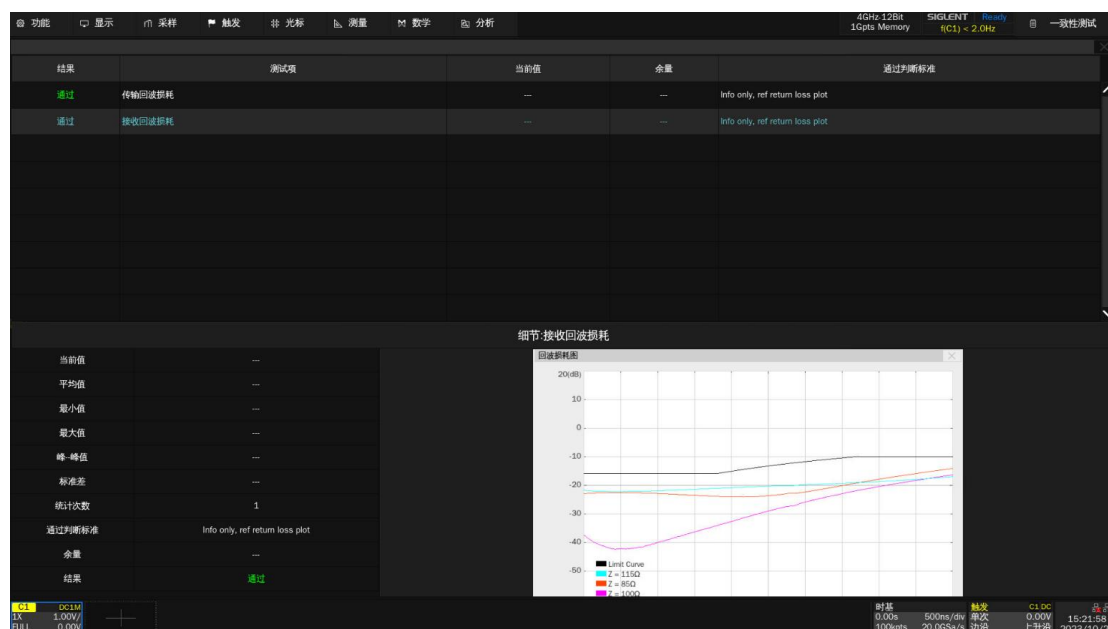 功能 显示 采样 触发 光标 测量 数学 分析 4GHz-12Bit SIGLENT Ready 一致性测试
1Gpts Memory f(C1) < 2.0Hz
结果 测试项 当前值 余量 通过判断标准
通过 传输回波损耗 --- --- Info only, ref return loss plot
通过 接收回波损耗 --- --- Info only, ref return loss plot
细节:接收回波损耗
当前值 ---
平均值 ---
最小值 ---
最大值 ---
峰--峰值 ---
标准差 ---
统计次数 1
通过判断标准 Info only, ref return loss plot
余量 ---
结果 通过
回波损耗图
20(dB)
10
0
-10
-20
-30
-40
-50
Limit Curve
Z = 115Ω
Z = 85Ω
Z = 100Ω
C1 DC1M
1X 1.00V/
FULL 0.00V
时基
0.00s 500ns/div
100kpts 20.0GSa/s
触发 C1 DC
单次 0.00V
边沿 上升沿
15:21:58